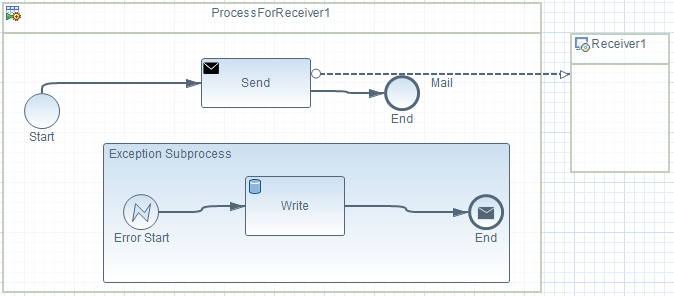 ProcessForReceiver1
Receiver1
Send
Mail
Start
End
Exception Subprocess
Write
Error Start
End